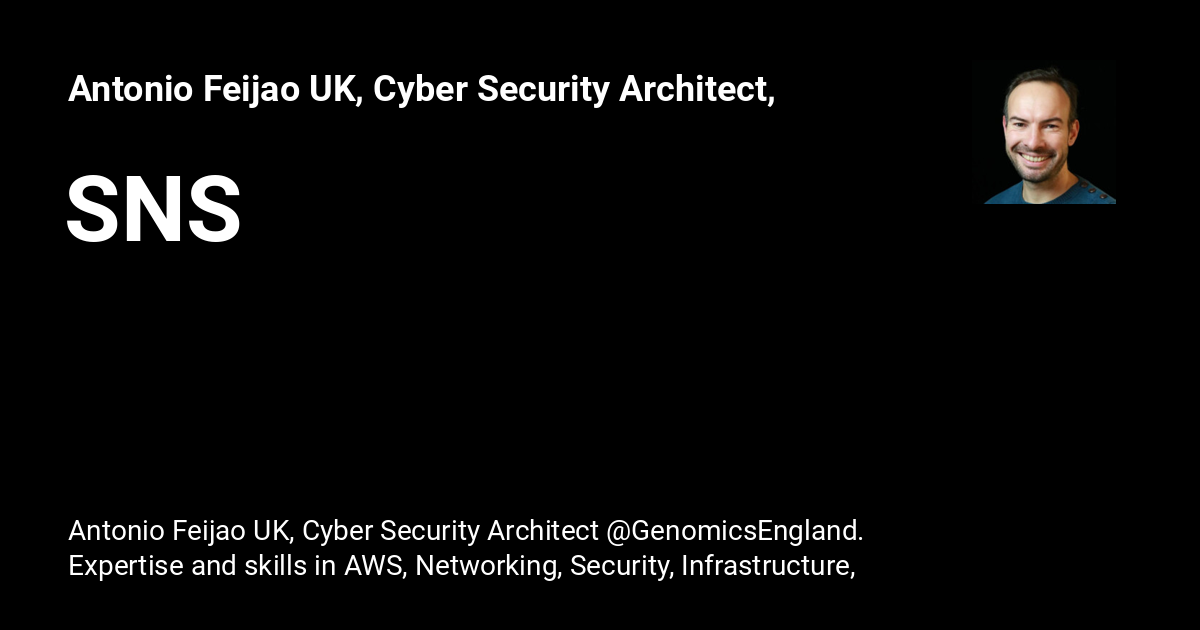 Antonio Feijao UK, Cyber Security Architect,
SNS
Antonio Feijao UK, Cyber Security Architect @GenomicsEngland.
Expertise and skills in AWS, Networking, Security, Infrastructure,